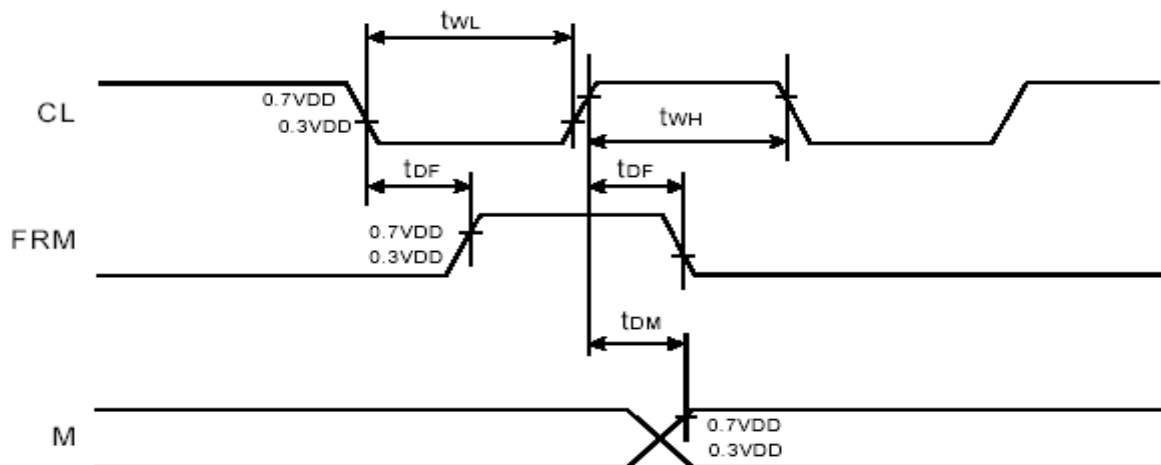 tWL
CL
0.7VDD
0.3VDD
tWH
tDF
tDF
FRM
0.7VDD
0.3VDD
tDM
M
0.7VDD
0.3VDD